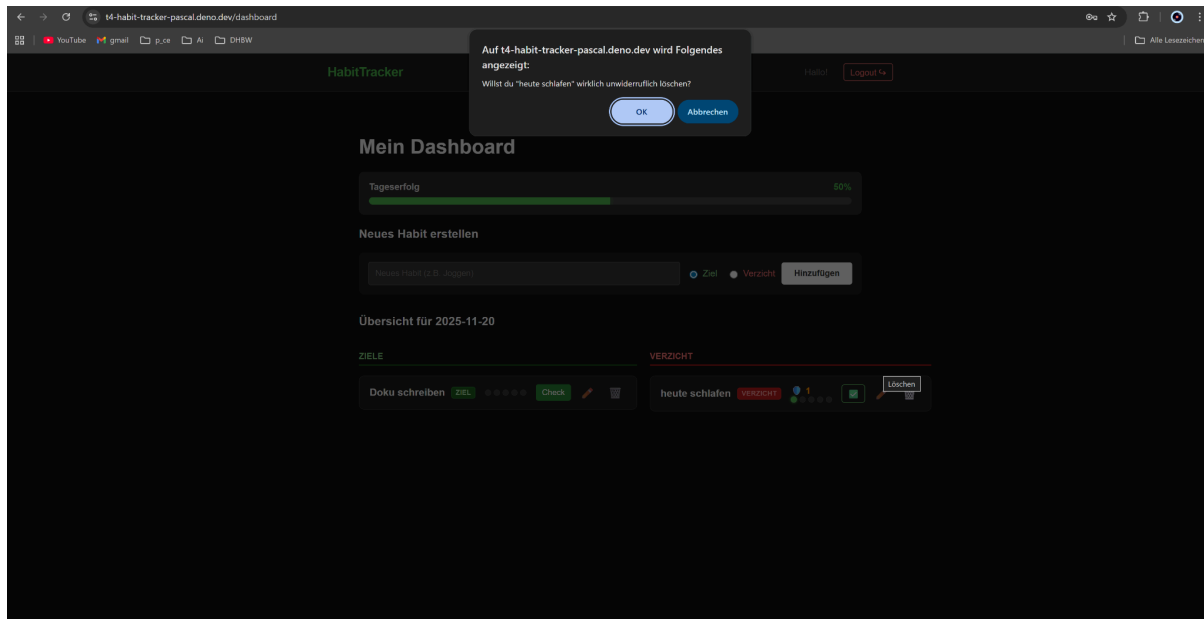 t4-habit-tracker-pascal.deno.dev/dashboard
YouTube gmail p_ce Ai DHBW Alle Lesezeichen
Auf t4-habit-tracker-pascal.deno.dev wird Folgendes
angezeigt:
Willst du "heute schlafen" wirklich unwiderruflich löschen?
OK Abbrechen
HabitTracker Hallo! Logout
Mein Dashboard
Tageserfolg 50%
Neues Habit erstellen
Neues Habit (z.B. Joggen) Ziel Verzicht Hinzufügen
Übersicht für 2025-11-20
ZIELE VERZICHT
Löschen
Doku schreiben ZIEL Check heute schlafen VERZICHT 1